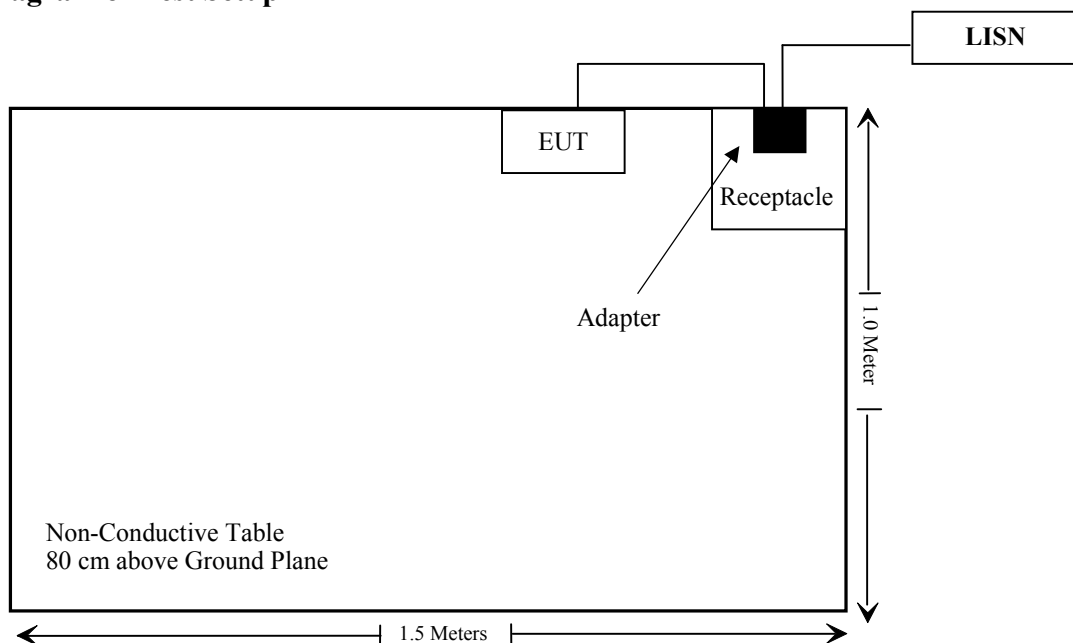 LISN
EUT
Receptacle
Adapter
1.0 Meter
Non-Conductive Table
80 cm above Ground Plane
1.5 Meters